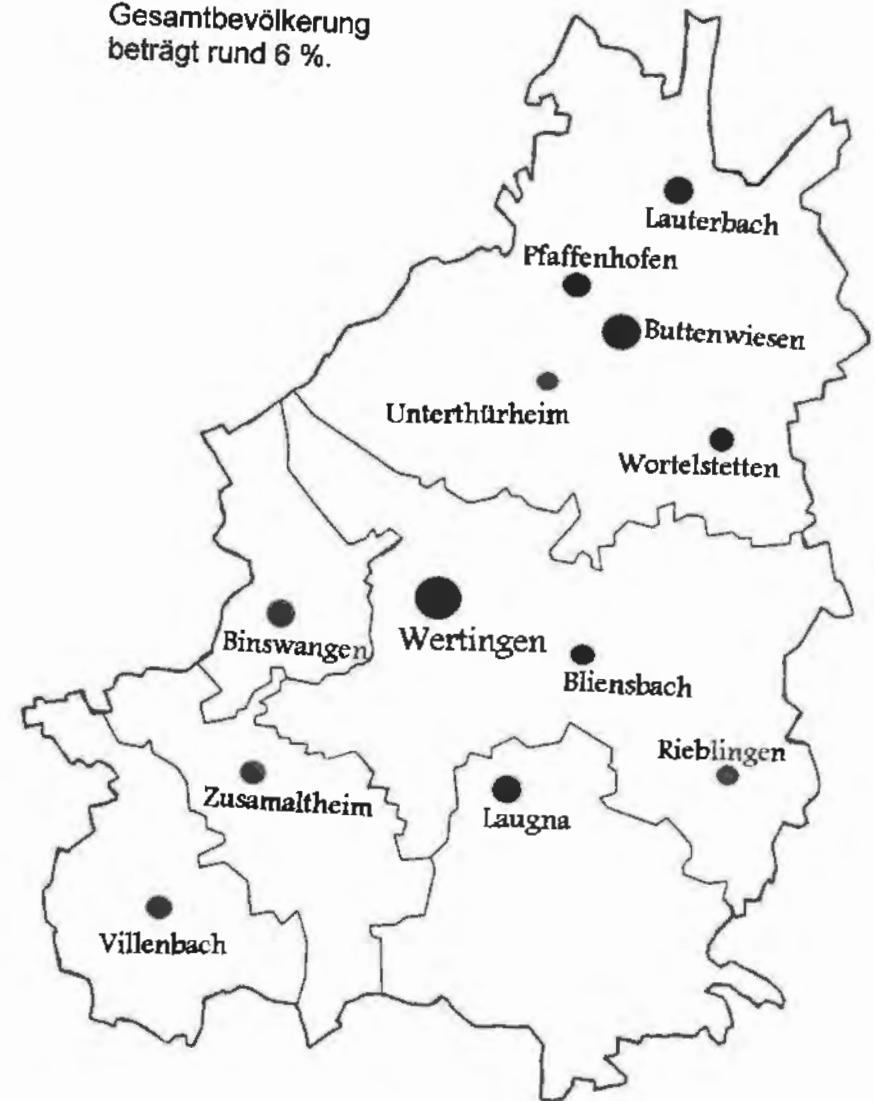 Gesamtbevölkerung
beträgt rund 6 %.
Lauterbach
Pfaffenhofen
Buttenwiesen
Unterthürheim
Wortelstetten
Binswangen
Wertingen
Bliensbach
Rieblingen
Zusamaltheim
Laugna
Villenbach